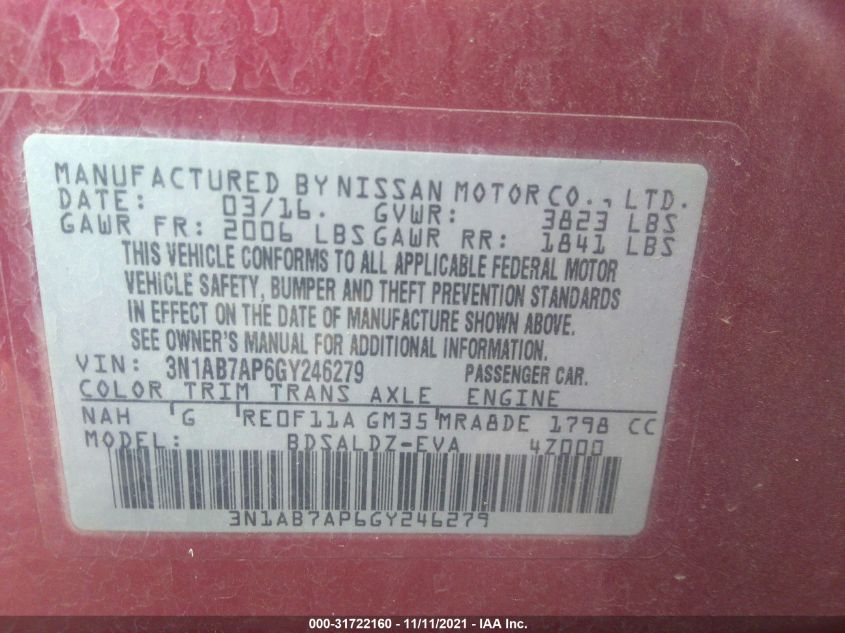 MANUFACTURED BY NISSAN MOTOR CO., LTD.
DATE: 03/16. GVWR: 3823 LBS
GAWR FR: 2006 LBS GAWR RR: 1841 LBS
THIS VEHICLE CONFORMS TO ALL APPLICABLE FEDERAL MOTOR
VEHICLE SAFETY, BUMPER AND THEFT PREVENTION STANDARDS
IN EFFECT ON THE DATE OF MANUFACTURE SHOWN ABOVE.
SEE OWNER'S MANUAL FOR ADDITIONAL INFORMATION.
VIN: 3N1AB7AP6GY246279 PASSENGER CAR.
COLOR TRIM TRANS AXLE ENGINE
NAH G RE0F11A GM35 MRA8DE 1798 CC
MODEL: BDSALDZ-EVA 4Z000
3N1AB7AP6GY246279
000-31722160 - 11/11/2021 - IAA Inc.